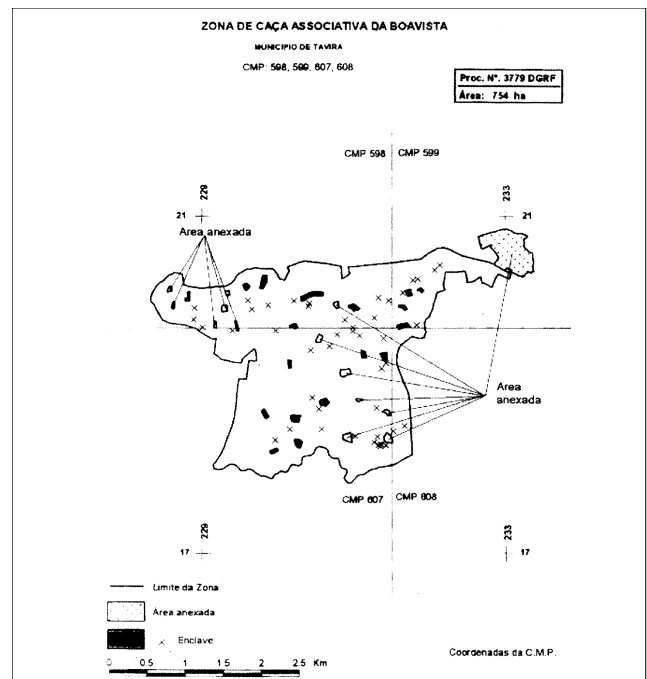 ZONA DE CAÇA ASSOCIATIVA DA BOAVISTA
MUNICIPIO DE TAVIRA
CMP: 598, 599, 607, 608
Proc. Nº. 3779 DGRF
Área: 754 ha
CMP 598 CMP 599
229
233
21
21
Area anexada
Area
anexada
CMP 607 CMP 608
229
233
17
17
Limite da Zona
Área anexada
Enclave
Coordenadas da C.M.P.
0 0.5 1 1.5 2 2.5 Km